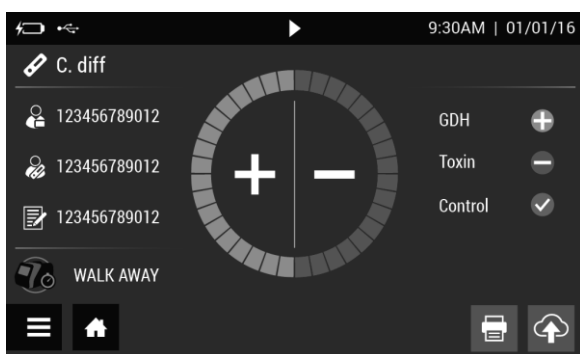 9:30AM | 01/01/16
C. diff
123456789012
123456789012
123456789012
WALK AWAY
GDH
Toxin
Control